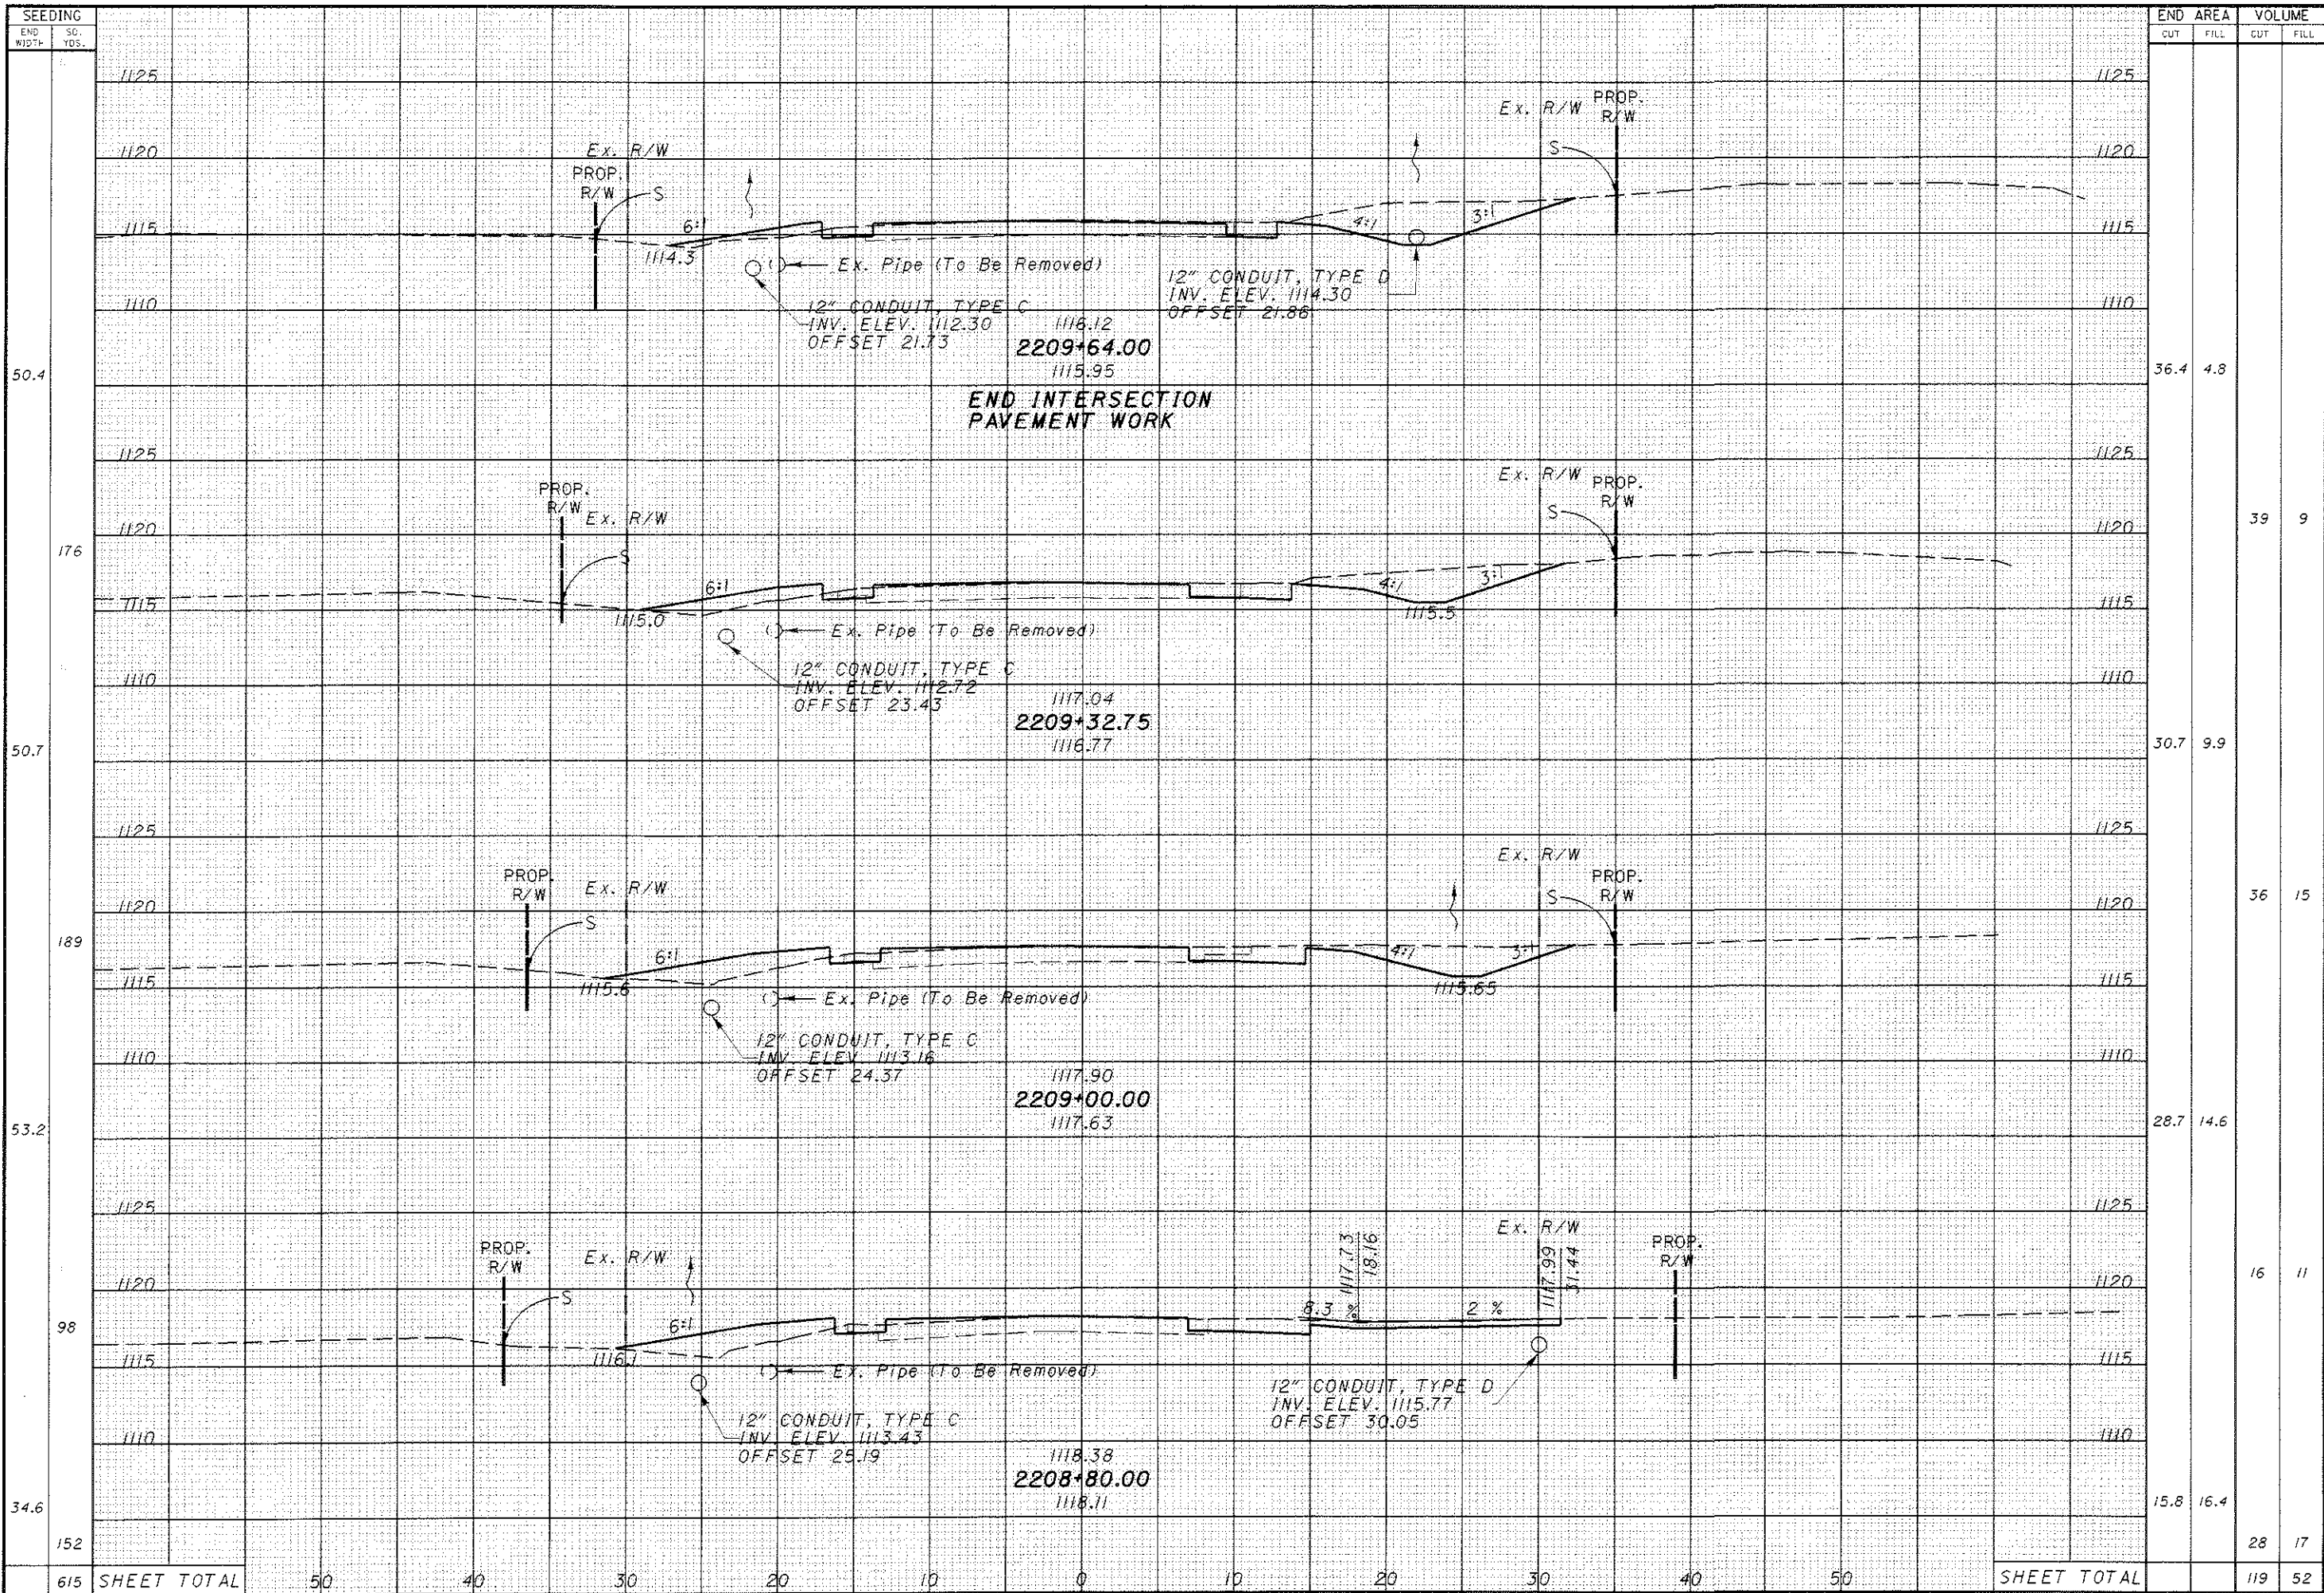 SEEDING
END WIDTH
SQ. YDS.
END AREA
VOLUME
CUT
FILL
CUT
FILL
1125
1125
Ex. R/W
PROP.
R/W
1120
1120
Ex. R/W
PROP.
R/W
S
S
1115
6:1
4:1
3:1
1115
1114.3
Ex. Pipe (To Be Removed)
12" CONDUIT, TYPE C
INV. ELEV. 1112.30
OFFSET 21.73
12" CONDUIT, TYPE D
INV. ELEV. 1114.30
OFFSET 21.86
1110
1110
1116.12
2209+64.00
1115.95
50.4
36.4
4.8
END INTERSECTION
PAVEMENT WORK
1125
1125
PROP.
R/W
Ex. R/W
Ex. R/W
PROP.
R/W
1120
1120
39
9
176
S
S
6:1
4:1
3:1
1115
1115
1115.0
1115.5
Ex. Pipe (To Be Removed)
12" CONDUIT, TYPE C
INV. ELEV. 1112.72
OFFSET 23.43
1110
1110
1117.04
2209+32.75
1116.77
50.7
30.7
9.9
1125
1125
PROP.
R/W
Ex. R/W
Ex. R/W
PROP.
R/W
1120
1120
36
15
S
S
189
6:1
4:1
3:1
1115
1115
1115.6
1115.65
Ex. Pipe (To Be Removed)
12" CONDUIT, TYPE C
INV. ELEV. 1113.16
OFFSET 24.37
1110
1110
1117.90
2209+00.00
1117.63
53.2
28.7
14.6
1125
1125
PROP.
R/W
Ex. R/W
1117.73
18.16
Ex. R/W
1117.99
31.44
PROP.
R/W
1120
1120
16
11
S
98
6:1
8.3 %
2 %
1115
1115
1116.1
Ex. Pipe (To Be Removed)
12" CONDUIT, TYPE C
INV. ELEV. 1113.43
OFFSET 25.19
12" CONDUIT, TYPE D
INV. ELEV. 1115.77
OFFSET 30.05
1110
1110
1118.38
2208+80.00
1118.11
34.6
15.8
16.4
152
28
17
615
SHEET TOTAL
50
40
30
20
10
0
10
20
30
40
50
SHEET TOTAL
119
52